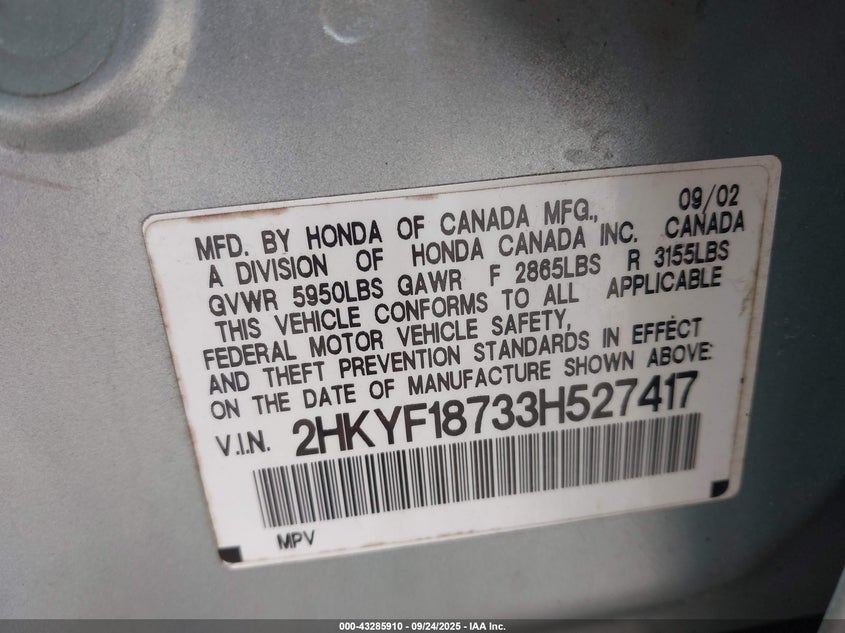 09/02
MFD. BY HONDA OF CANADA MFG.,
A DIVISION OF HONDA CANADA INC. CANADA
GVWR 5950LBS GAWR F 2865LBS R 3155LBS
THIS VEHICLE CONFORMS TO ALL APPLICABLE
FEDERAL MOTOR VEHICLE SAFETY,
AND THEFT PREVENTION STANDARDS IN EFFECT
ON THE DATE OF MANUFACTURE SHOWN ABOVE:
V.I.N. 2HKYF18733H527417
MPV
000-43285910 - 09/24/2025 - IAA Inc.